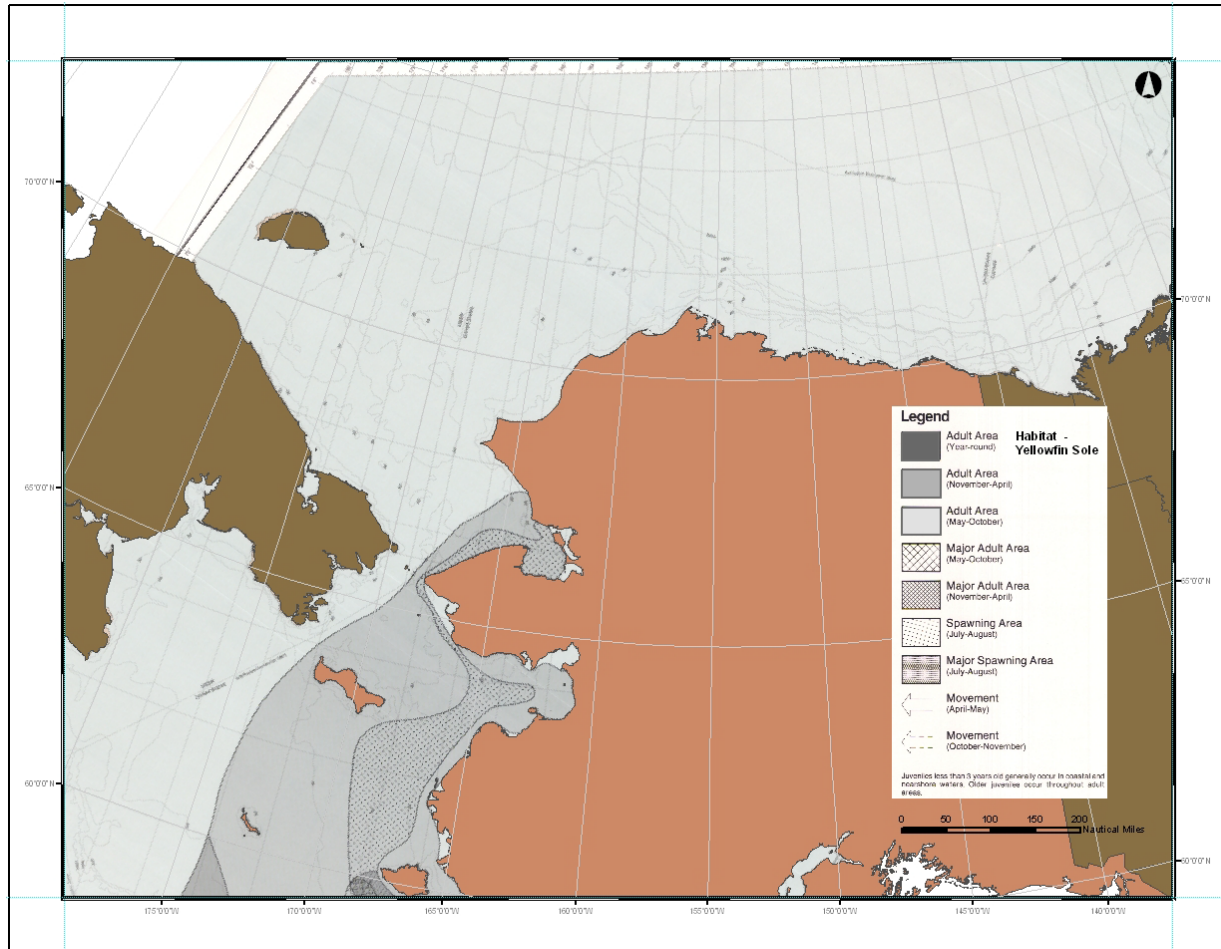 70°0'0"N
65°0'0"N
60°0'0"N
70°0'0"N
65°0'0"N
60°0'0"N
Legend
Habitat -
Yellowfin Sole
Adult Area
(Year-round)
Adult Area
(November-April)
Adult Area
(May-October)
Major Adult Area
(May-October)
Major Adult Area
(November-April)
Spawning Area
(July-August)
Major Spawning Area
(July-August)
Movement
(April-May)
Movement
(October-November)
Juveniles less than 3 years old generally occur in coastal and
nearshore waters. Older juveniles occur throughout adult
areas.
0 50 100 150 200
Nautical Miles
175°0'0"W 170°0'0"W 165°0'0"W 160°0'0"W 155°0'0"W 150°0'0"W 145°0'0"W 140°0'0"W